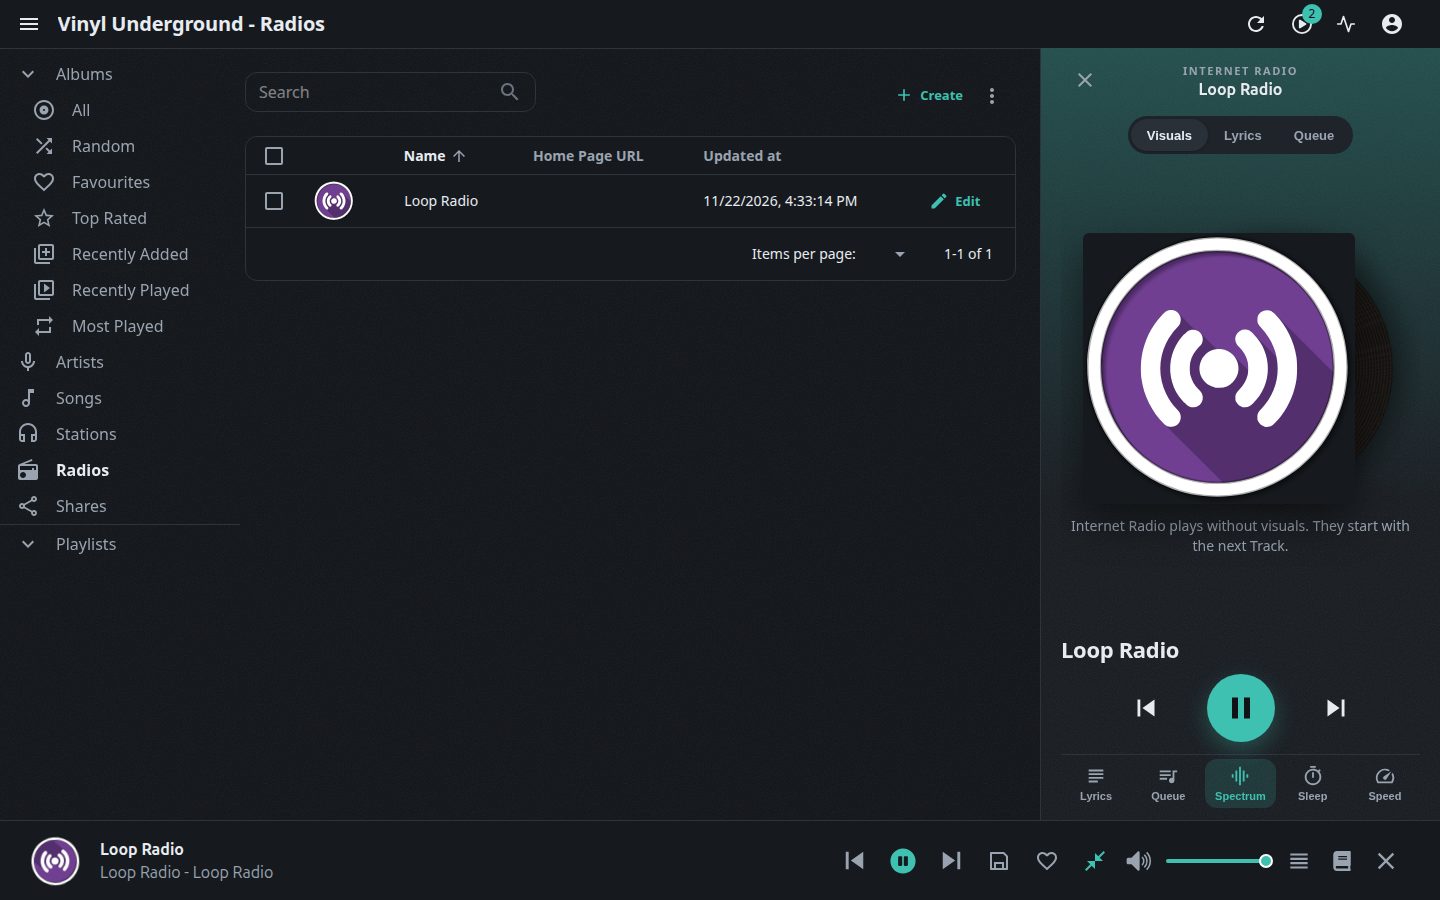 Vinyl Underground - Radios
2
Albums
All
Random
Favourites
Top Rated
Recently Added
Recently Played
Most Played
Artists
Songs
Stations
Radios
Shares
Playlists
Search
Create
Name
Home Page URL
Updated at
Loop Radio
11/22/2026, 4:33:14 PM
Edit
Items per page:
1-1 of 1
INTERNET RADIO
Loop Radio
Visuals
Lyrics
Queue
Internet Radio plays without visuals. They start with
the next Track.
Loop Radio
Lyrics
Queue
Spectrum
Sleep
Speed
Loop Radio
Loop Radio - Loop Radio